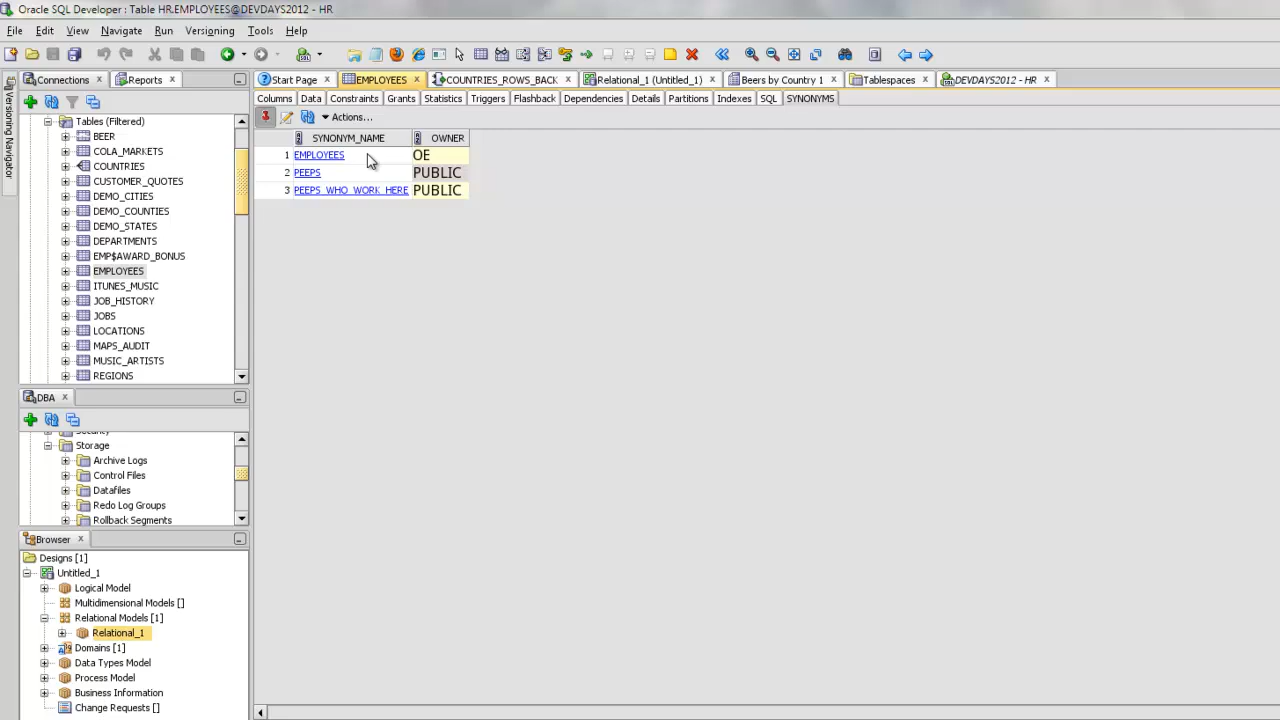 Oracle SQL Developer : Table HR.EMPLOYEES@DEVDAYS2012 - HR
File Edit View Navigate Run Versioning Tools Help
Versioning Navigator
Connections Reports
Start Page EMPLOYEES COUNTRIES_ROWS_BACK Relational_1 (Untitled_1) Beers by Country 1 Tablespaces DEVDAYS2012 - HR
Columns Data Constraints Grants Statistics Triggers Flashback Dependencies Details Partitions Indexes SQL SYNONYMS
Actions...
SYNONYM_NAME OWNER
1 EMPLOYEES OE
2 PEEPS PUBLIC
3 PEEPS_WHO_WORK_HERE PUBLIC
Tables (Filtered)
BEER
COLA_MARKETS
COUNTRIES
CUSTOMER_QUOTES
DEMO_CITIES
DEMO_COUNTIES
DEMO_STATES
DEPARTMENTS
EMP$AWARD_BONUS
EMPLOYEES
ITUNES_MUSIC
JOB_HISTORY
JOBS
LOCATIONS
MAPS_AUDIT
MUSIC_ARTISTS
REGIONS
DBA
Security
Storage
Archive Logs
Control Files
Datafiles
Redo Log Groups
Rollback Segments
Browser
Designs [1]
Untitled_1
Logical Model
Multidimensional Models []
Relational Models [1]
Relational_1
Domains [1]
Data Types Model
Process Model
Business Information
Change Requests []